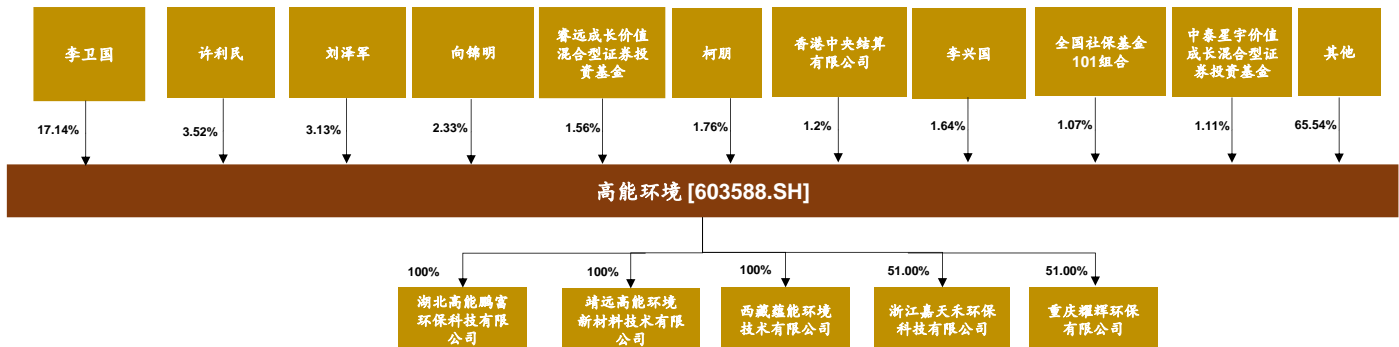 李卫国
许利民
刘泽军
向锦明
睿远成长价值
混合型证券投
资基金
柯朋
香港中央结算
有限公司
李兴国
全国社保基金
101组合
中泰星宇价值
成长混合型证
券投资基金
其他
17.14%
3.52%
3.13%
2.33%
1.56%
1.76%
1.2%
1.64%
1.07%
1.11%
65.54%
高能环境 [603588.SH]
100%
100%
100%
51.00%
51.00%
湖北高能鹏富
环保科技有限
公司
靖远高能环境
新材料技术有限
公司
西藏蕴能环境
技术有限公司
浙江嘉天禾环保
科技有限公司
重庆耀辉环保
有限公司